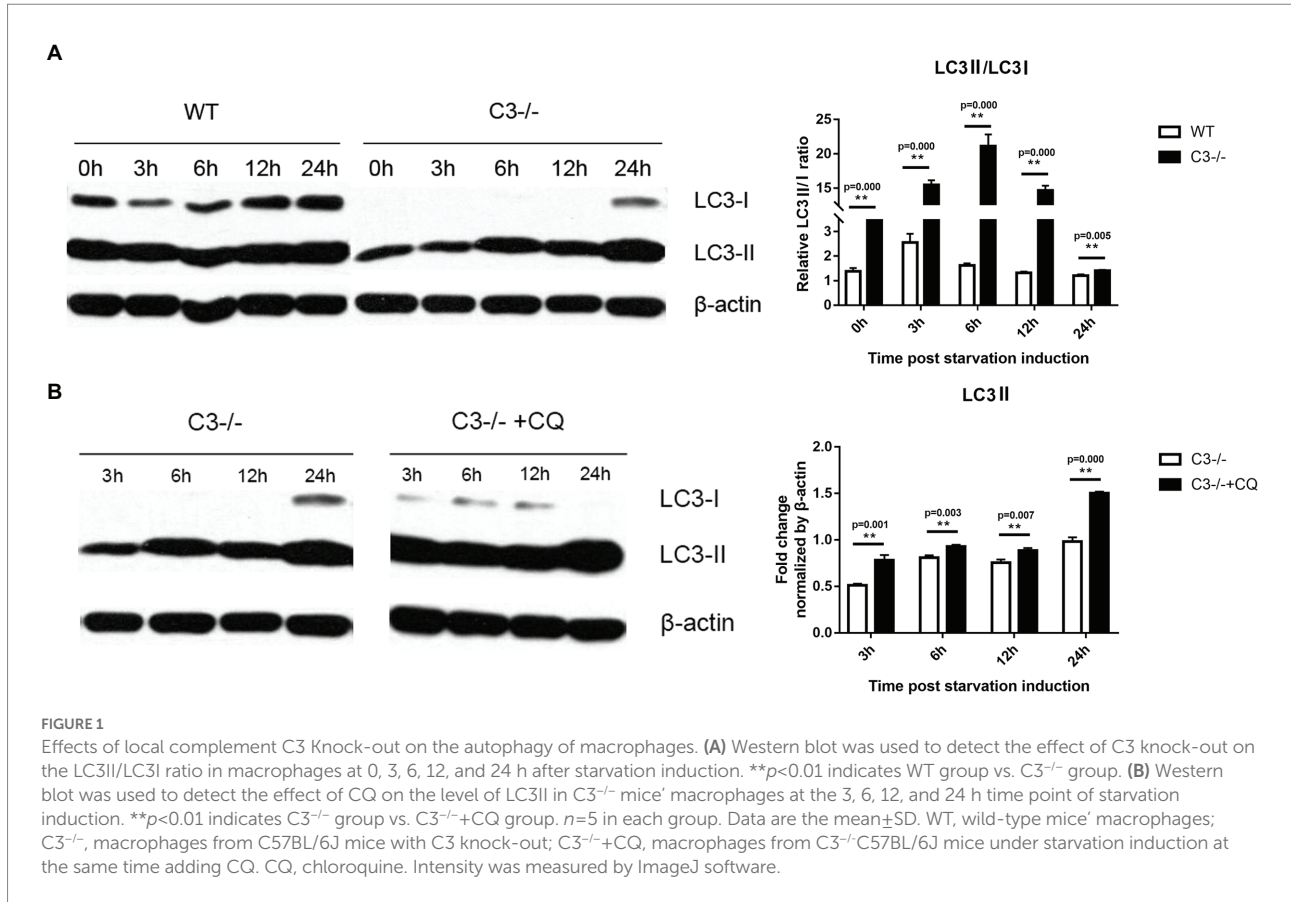 A
WT
C3-/-
0h 3h 6h 12h 24h 0h 3h 6h 12h 24h
LC3-I
LC3-II
β-actin
LC3Ⅱ/LC3Ⅰ
Relative LC3Ⅱ/Ⅰ ratio
25
20
15
3
2
1
0
p=0.000
**
p=0.000
**
p=0.000
**
p=0.000
**
p=0.005
**
0h 3h 6h 12h 24h
Time post starvation induction
WT
C3-/-
B
C3-/-
C3-/- +CQ
3h 6h 12h 24h 3h 6h 12h 24h
LC3-I
LC3-II
β-actin
LC3Ⅱ
Fold change
normalized by β-actin
2.0
1.5
1.0
0.5
0.0
p=0.001
**
p=0.003
**
p=0.007
**
p=0.000
**
3h 6h 12h 24h
Time post starvation induction
C3-/-
C3-/-+CQ
FIGURE 1
Effects of local complement C3 Knock-out on the autophagy of macrophages. (A) Western blot was used to detect the effect of C3 knock-out on
the LC3II/LC3I ratio in macrophages at 0, 3, 6, 12, and 24 h after starvation induction. **p<0.01 indicates WT group vs. C3⁻/⁻ group. (B) Western
blot was used to detect the effect of CQ on the level of LC3II in C3⁻/⁻ mice’ macrophages at the 3, 6, 12, and 24 h time point of starvation
induction. **p<0.01 indicates C3⁻/⁻ group vs. C3⁻/⁻+CQ group. n=5 in each group. Data are the mean±SD. WT, wild-type mice’ macrophages;
C3⁻/⁻, macrophages from C57BL/6J mice with C3 knock-out; C3⁻/⁻+CQ, macrophages from C3⁻/⁻C57BL/6J mice under starvation induction at
the same time adding CQ. CQ, chloroquine. Intensity was measured by ImageJ software.